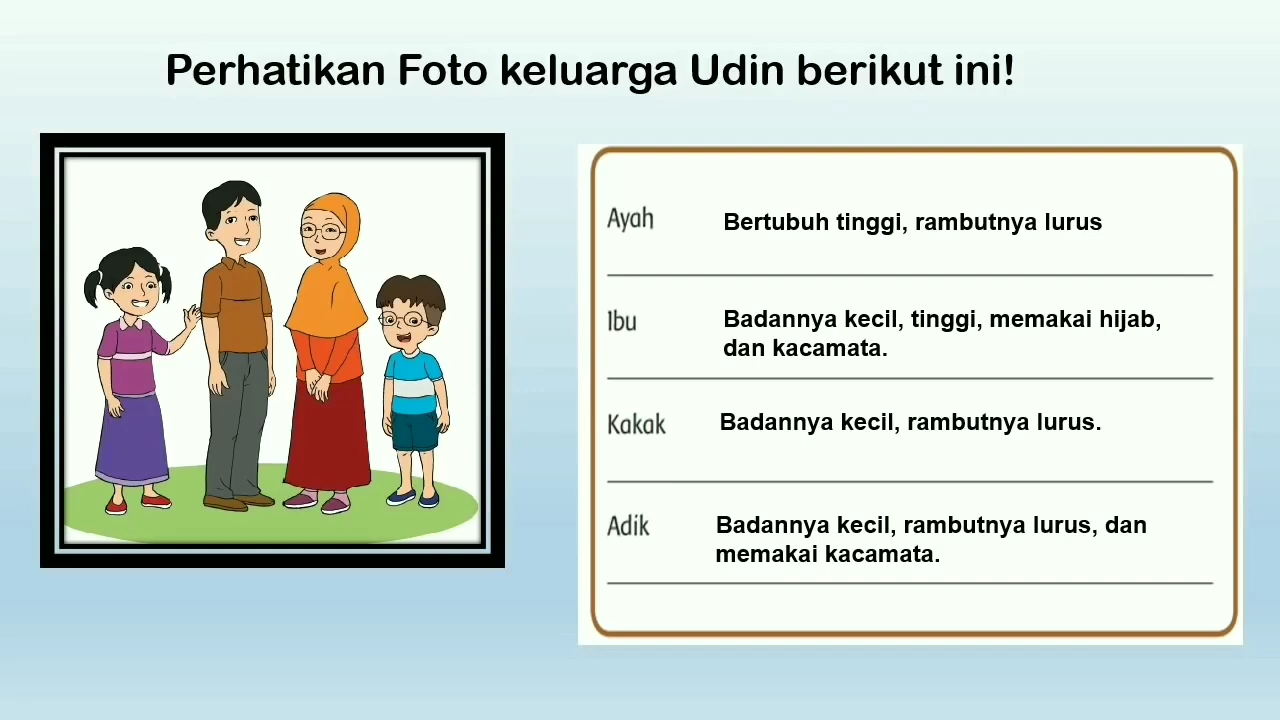 Perhatikan Foto keluarga Udin berikut ini!
Ayah Bertubuh tinggi, rambutnya lurus
Ibu Badannya kecil, tinggi, memakai hijab,
dan kacamata.
Kakak Badannya kecil, rambutnya lurus.
Adik Badannya kecil, rambutnya lurus, dan
memakai kacamata.